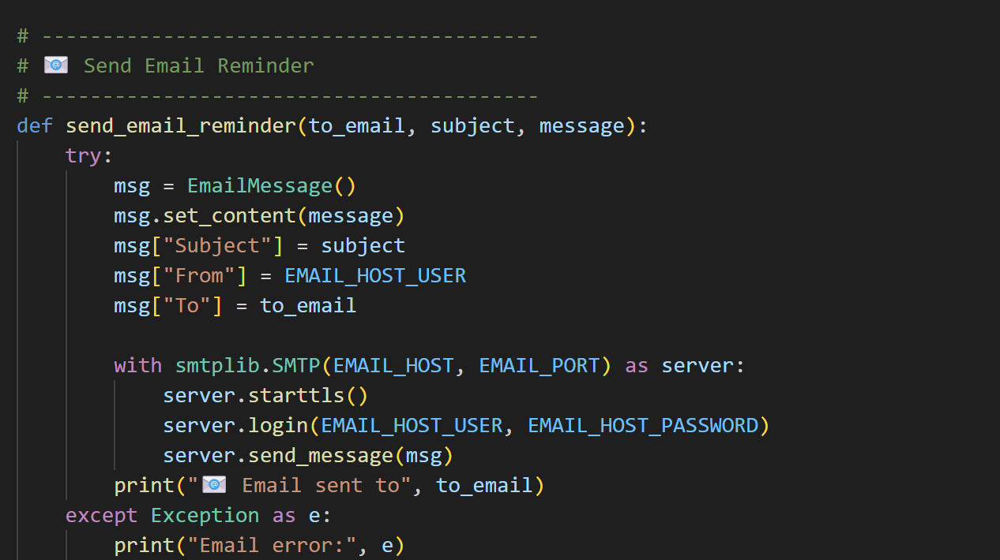 # -----------------------------------------
# 📧 Send Email Reminder
# -----------------------------------------
def send_email_reminder(to_email, subject, message):
    try:
        msg = EmailMessage()
        msg.set_content(message)
        msg["Subject"] = subject
        msg["From"] = EMAIL_HOST_USER
        msg["To"] = to_email

        with smtplib.SMTP(EMAIL_HOST, EMAIL_PORT) as server:
            server.starttls()
            server.login(EMAIL_HOST_USER, EMAIL_HOST_PASSWORD)
            server.send_message(msg)
        print("📧 Email sent to", to_email)
    except Exception as e:
        print("Email error:", e)